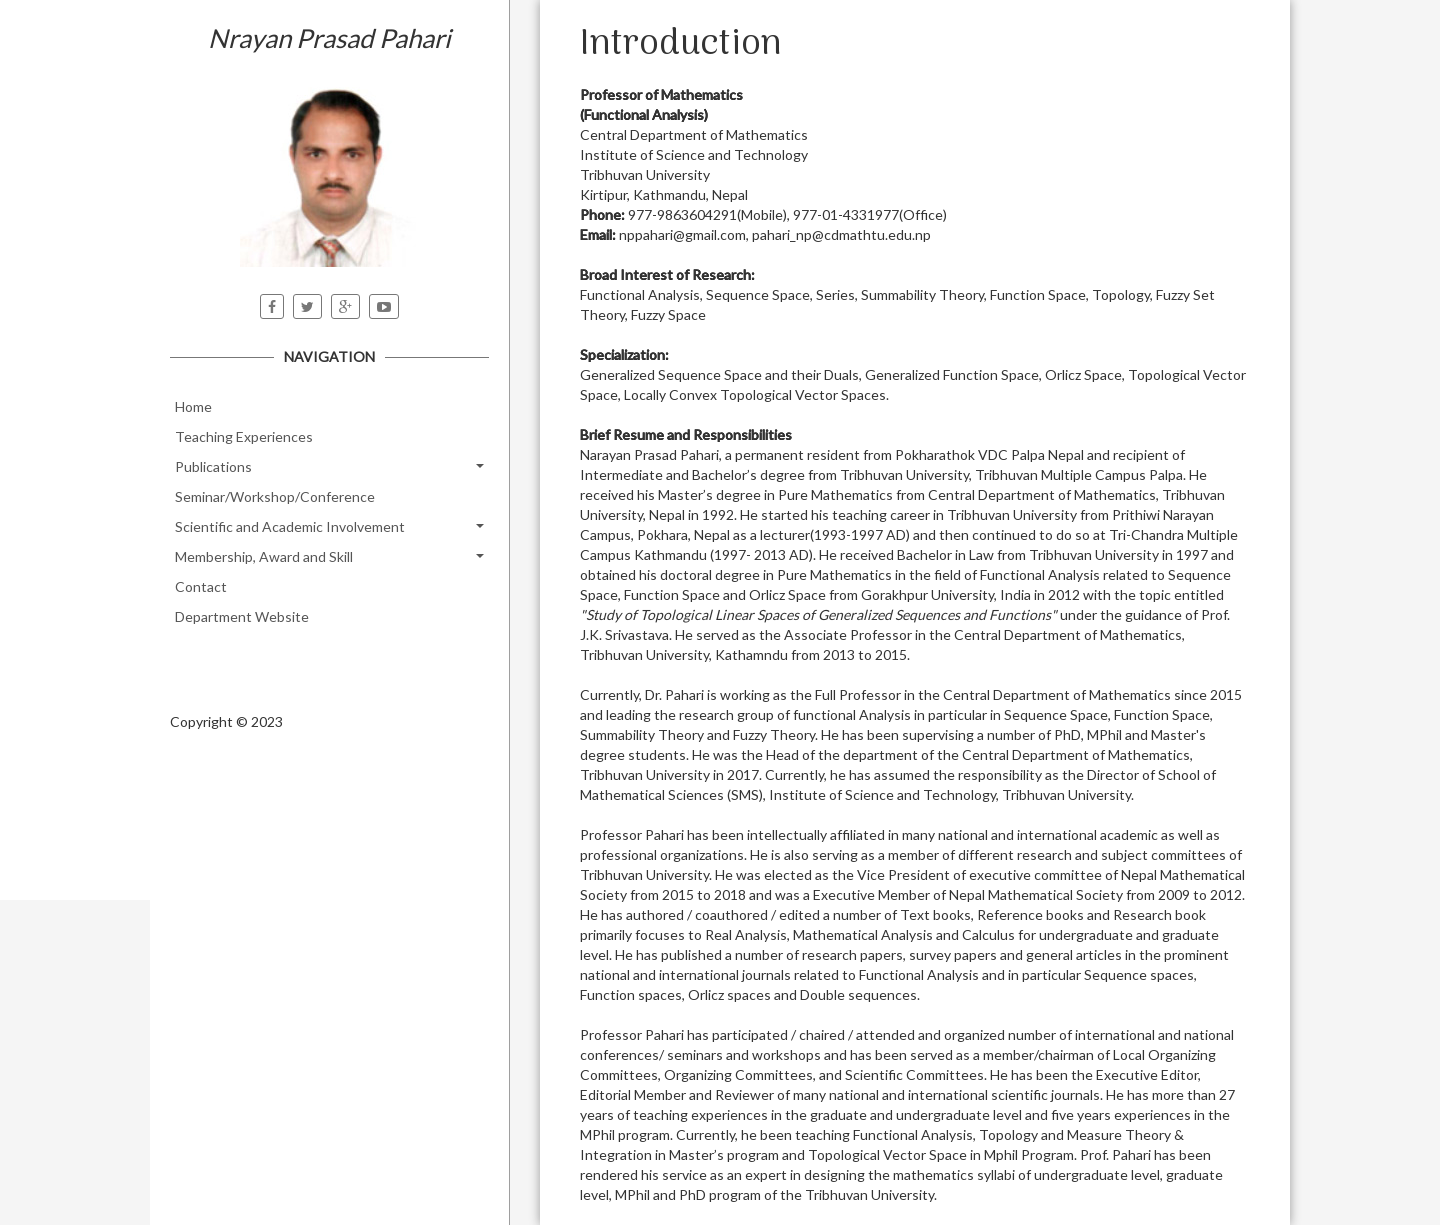 Nrayan Prasad Pahari
NAVIGATION
Home
Teaching Experiences
Publications
Seminar/Workshop/Conference
Scientific and Academic Involvement
Membership, Award and Skill
Contact
Department Website
Copyright © 2023
Introduction
Professor of Mathematics
(Functional Analysis)
Central Department of Mathematics
Institute of Science and Technology
Tribhuvan University
Kirtipur, Kathmandu, Nepal
Phone: 977-9863604291(Mobile), 977-01-4331977(Office)
Email: nppahari@gmail.com, pahari_np@cdmathtu.edu.np
Broad Interest of Research:
Functional Analysis, Sequence Space, Series, Summability Theory, Function Space, Topology, Fuzzy Set
Theory, Fuzzy Space
Specialization:
Generalized Sequence Space and their Duals, Generalized Function Space, Orlicz Space, Topological Vector
Space, Locally Convex Topological Vector Spaces.
Brief Resume and Responsibilities
Narayan Prasad Pahari, a permanent resident from Pokharathok VDC Palpa Nepal and recipient of
Intermediate and Bachelor’s degree from Tribhuvan University, Tribhuvan Multiple Campus Palpa. He
received his Master’s degree in Pure Mathematics from Central Department of Mathematics, Tribhuvan
University, Nepal in 1992. He started his teaching career in Tribhuvan University from Prithiwi Narayan
Campus, Pokhara, Nepal as a lecturer(1993-1997 AD) and then continued to do so at Tri-Chandra Multiple
Campus Kathmandu (1997- 2013 AD). He received Bachelor in Law from Tribhuvan University in 1997 and
obtained his doctoral degree in Pure Mathematics in the field of Functional Analysis related to Sequence
Space, Function Space and Orlicz Space from Gorakhpur University, India in 2012 with the topic entitled
"Study of Topological Linear Spaces of Generalized Sequences and Functions" under the guidance of Prof.
J.K. Srivastava. He served as the Associate Professor in the Central Department of Mathematics,
Tribhuvan University, Kathamndu from 2013 to 2015.
Currently, Dr. Pahari is working as the Full Professor in the Central Department of Mathematics since 2015
and leading the research group of functional Analysis in particular in Sequence Space, Function Space,
Summability Theory and Fuzzy Theory. He has been supervising a number of PhD, MPhil and Master's
degree students. He was the Head of the department of the Central Department of Mathematics,
Tribhuvan University in 2017. Currently, he has assumed the responsibility as the Director of School of
Mathematical Sciences (SMS), Institute of Science and Technology, Tribhuvan University.
Professor Pahari has been intellectually affiliated in many national and international academic as well as
professional organizations. He is also serving as a member of different research and subject committees of
Tribhuvan University. He was elected as the Vice President of executive committee of Nepal Mathematical
Society from 2015 to 2018 and was a Executive Member of Nepal Mathematical Society from 2009 to 2012.
He has authored / coauthored / edited a number of Text books, Reference books and Research book
primarily focuses to Real Analysis, Mathematical Analysis and Calculus for undergraduate and graduate
level. He has published a number of research papers, survey papers and general articles in the prominent
national and international journals related to Functional Analysis and in particular Sequence spaces,
Function spaces, Orlicz spaces and Double sequences.
Professor Pahari has participated / chaired / attended and organized number of international and national
conferences/ seminars and workshops and has been served as a member/chairman of Local Organizing
Committees, Organizing Committees, and Scientific Committees. He has been the Executive Editor,
Editorial Member and Reviewer of many national and international scientific journals. He has more than 27
years of teaching experiences in the graduate and undergraduate level and five years experiences in the
MPhil program. Currently, he been teaching Functional Analysis, Topology and Measure Theory &
Integration in Master’s program and Topological Vector Space in Mphil Program. Prof. Pahari has been
rendered his service as an expert in designing the mathematics syllabi of undergraduate level, graduate
level, MPhil and PhD program of the Tribhuvan University.